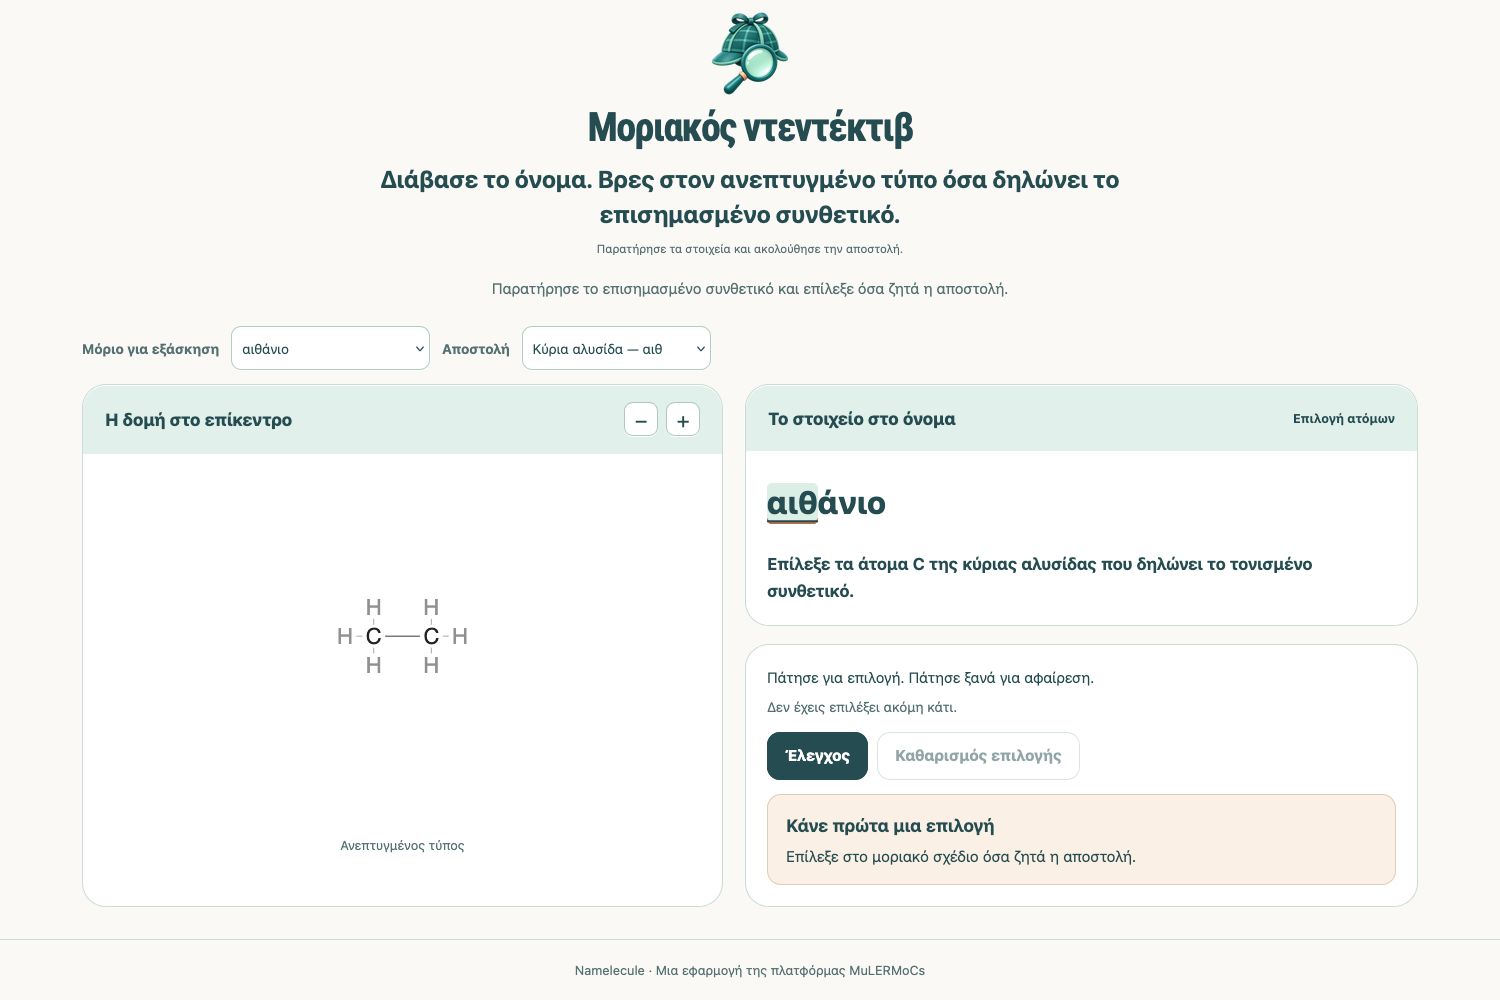 Μοριακός ντεντέκτιβ
Διάβασε το όνομα. Βρες στον ανεπτυγμένο τύπο όσα δηλώνει το
επισημασμένο συνθετικό.
Παρατήρησε τα στοιχεία και ακολούθησε την αποστολή.
Παρατήρησε το επισημασμένο συνθετικό και επίλεξε όσα ζητά η αποστολή.
Μόριο για εξάσκηση
αιθάνιο
Αποστολή
Κύρια αλυσίδα — αιθ
Η δομή στο επίκεντρο
−
+
H H
H C C H
H H
Ανεπτυγμένος τύπος
Το στοιχείο στο όνομα
Επιλογή ατόμων
αιθάνιο
Επίλεξε τα άτομα C της κύριας αλυσίδας που δηλώνει το τονισμένο
συνθετικό.
Πάτησε για επιλογή. Πάτησε ξανά για αφαίρεση.
Δεν έχεις επιλέξει ακόμη κάτι.
Έλεγχος
Καθαρισμός επιλογής
Κάνε πρώτα μια επιλογή
Επίλεξε στο μοριακό σχέδιο όσα ζητά η αποστολή.
Namelecule · Μια εφαρμογή της πλατφόρμας MuLERMoCs